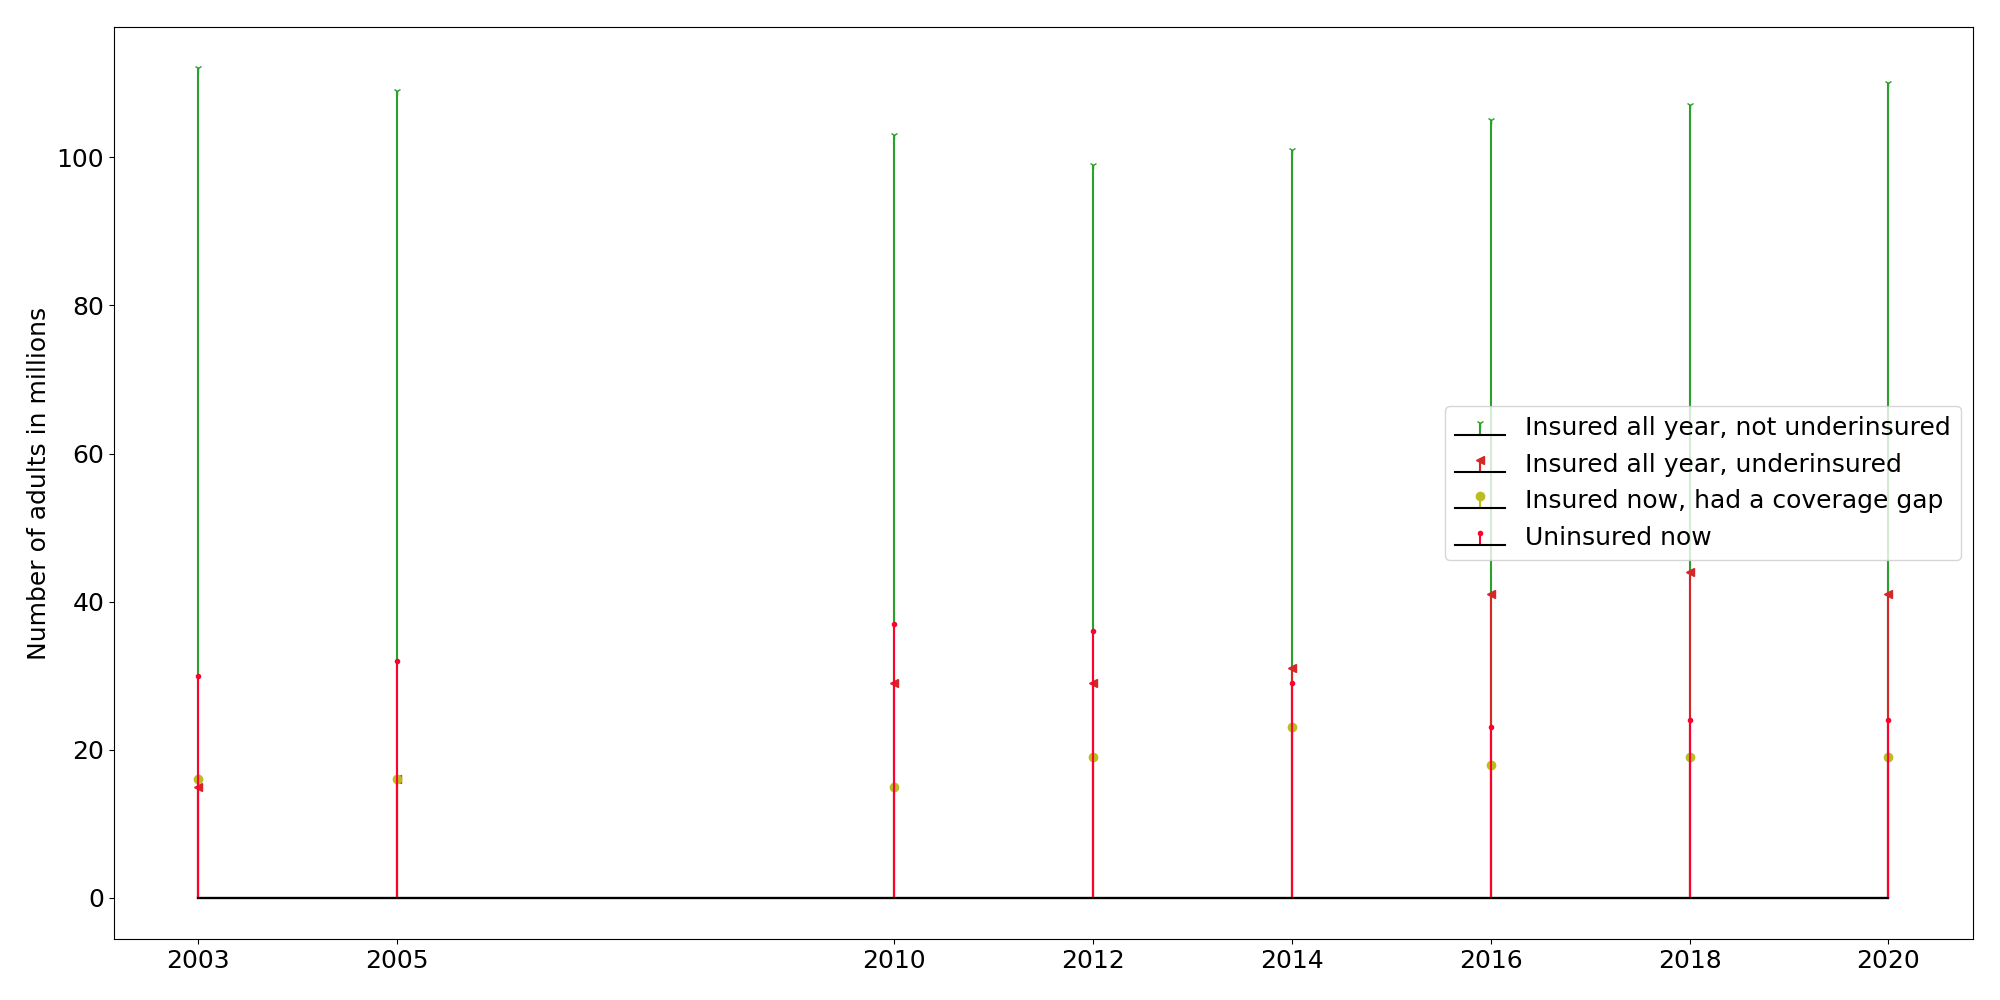 Number of adults in millions
100
80
60
40
20
0
2003 2005 2010 2012 2014 2016 2018 2020
Insured all year, not underinsured
Insured all year, underinsured
Insured now, had a coverage gap
Uninsured now